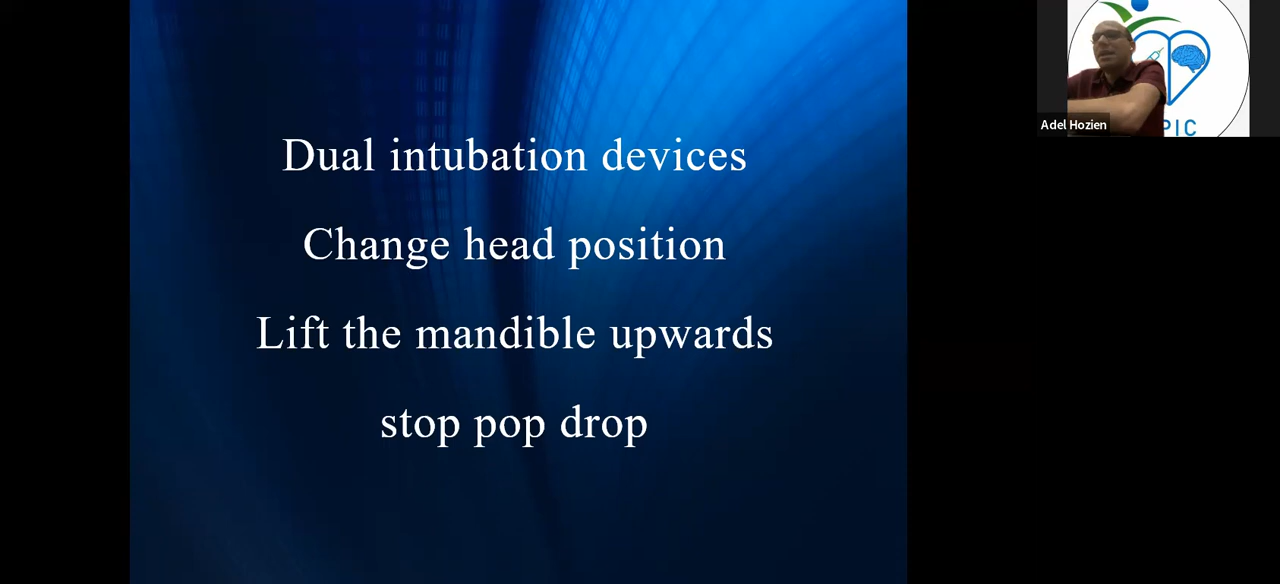 Dual intubation devices
Change head position
Lift the mandible upwards
stop pop drop
Adel Hozien
PIC